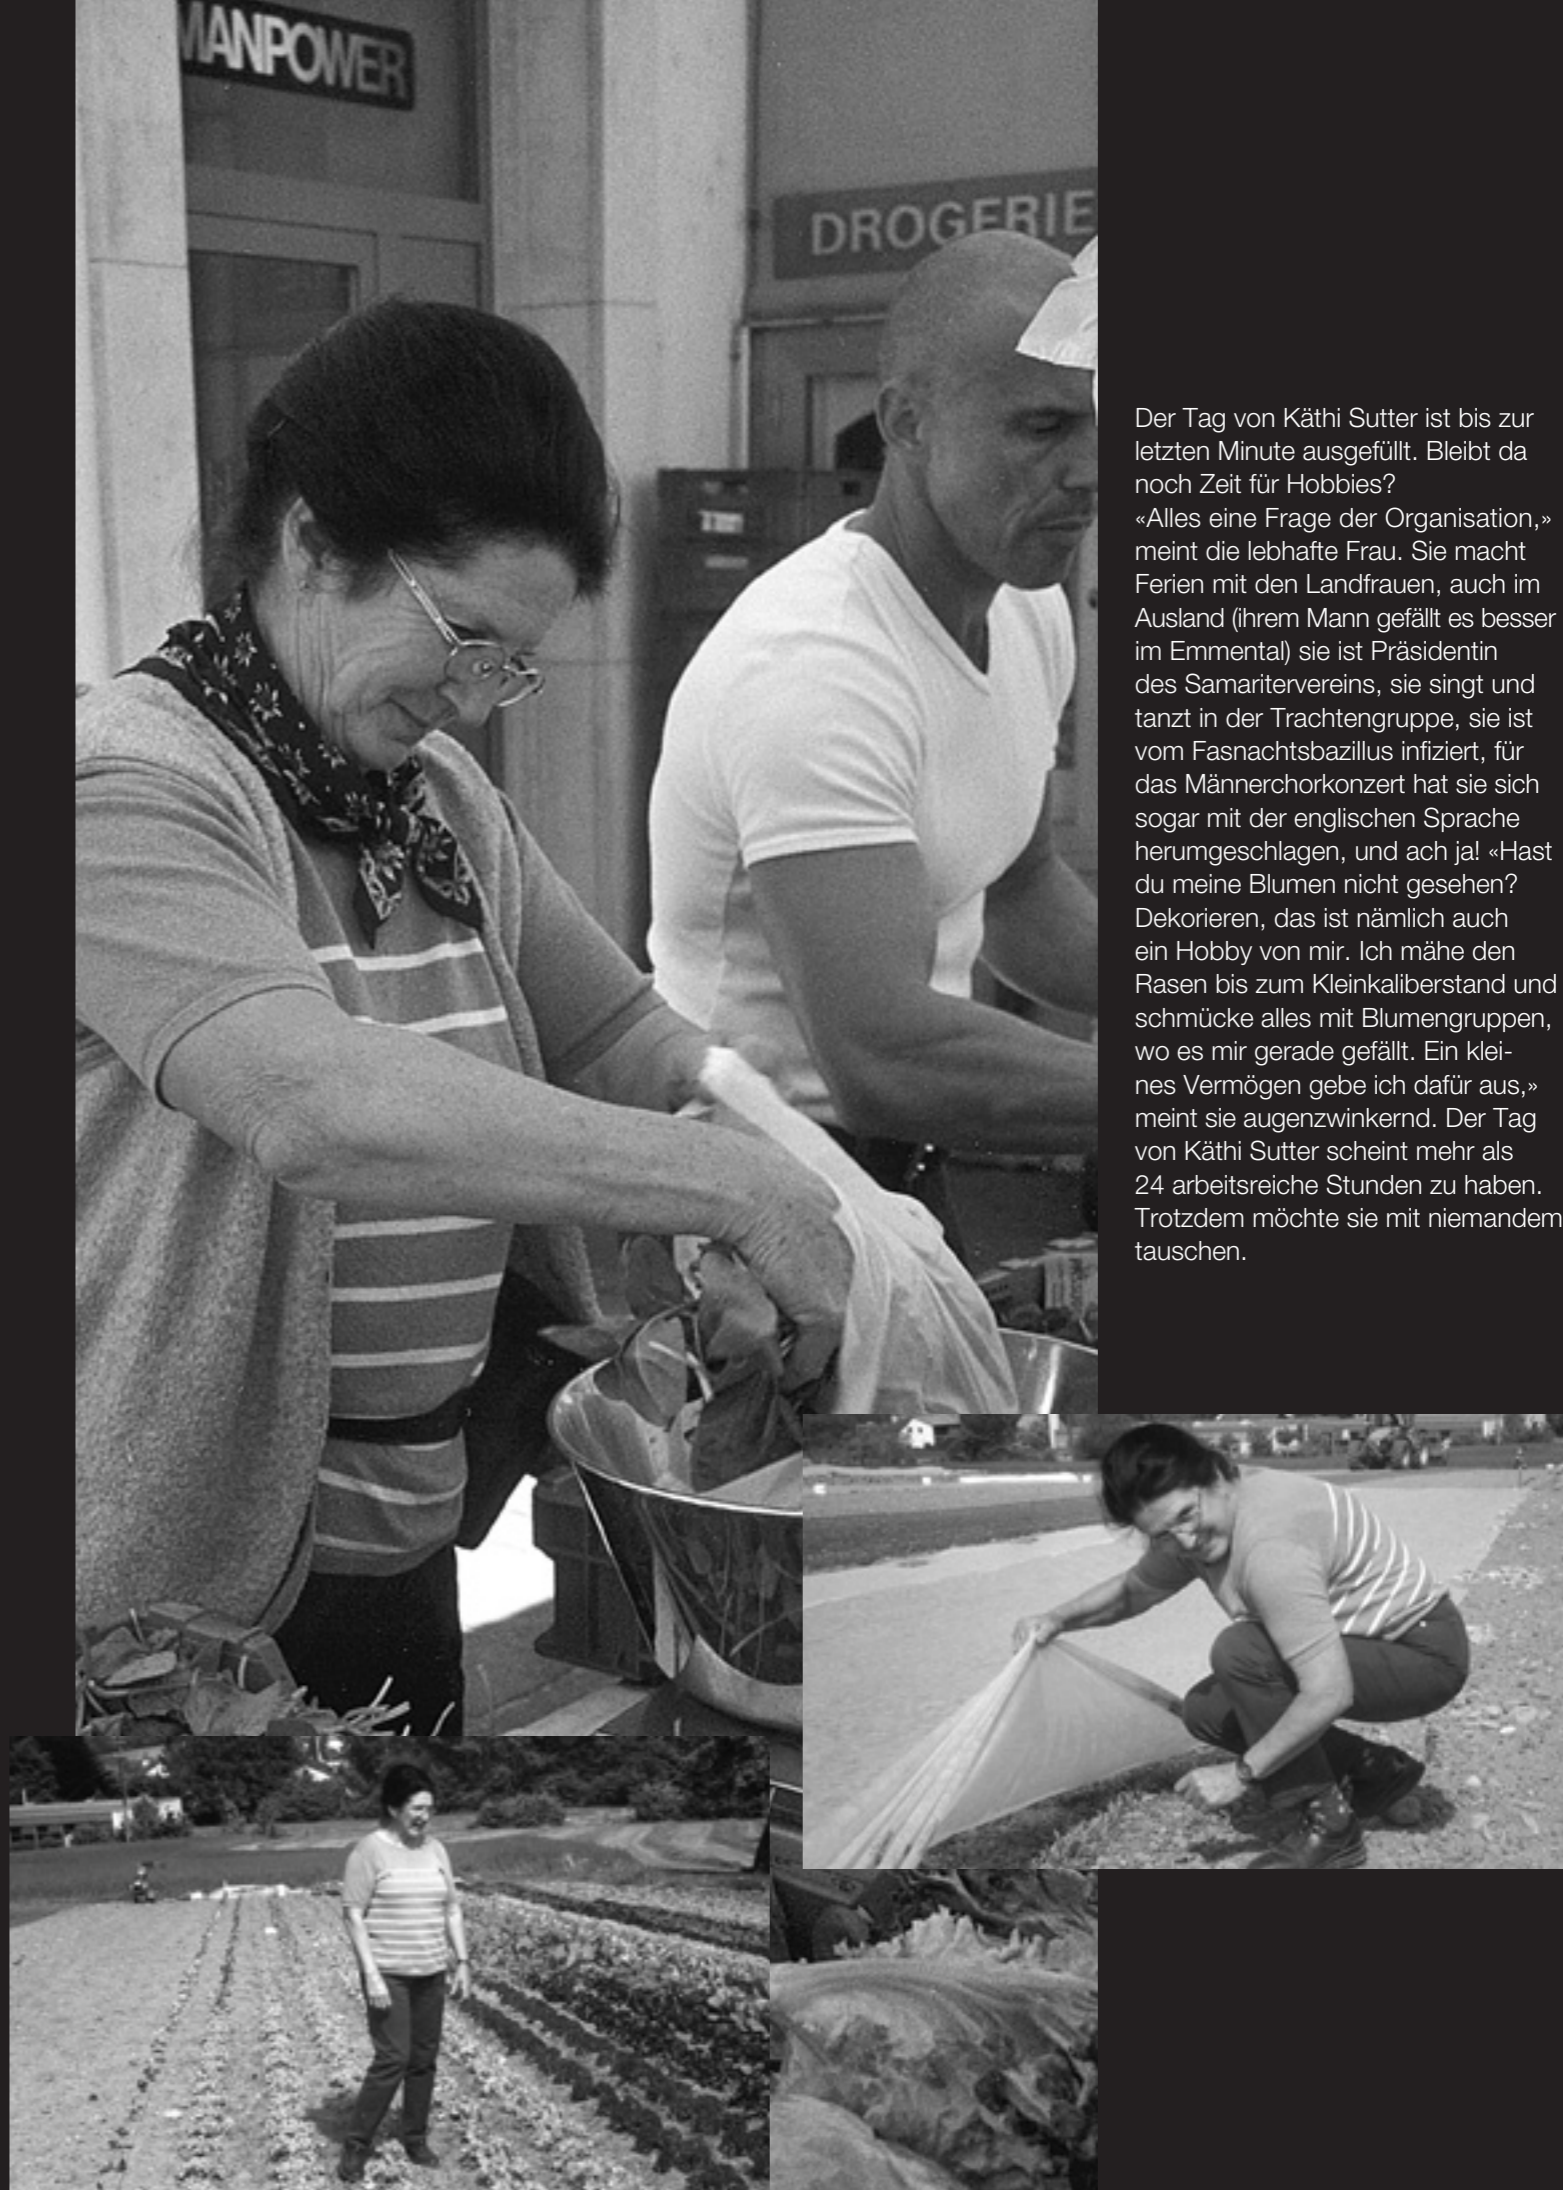 MANPOWER
DROGERIE
Der Tag von Käthi Sutter ist bis zur
letzten Minute ausgefüllt. Bleibt da
noch Zeit für Hobbies?
«Alles eine Frage der Organisation,»
meint die lebhafte Frau. Sie macht
Ferien mit den Landfrauen, auch im
Ausland (ihrem Mann gefällt es besser
im Emmental) sie ist Präsidentin
des Samaritervereins, sie singt und
tanzt in der Trachtengruppe, sie ist
vom Fasnachtsbazillus infiziert, für
das Männerchorkonzert hat sie sich
sogar mit der englischen Sprache
herumgeschlagen, und ach ja! «Hast
du meine Blumen nicht gesehen?
Dekorieren, das ist nämlich auch
ein Hobby von mir. Ich mähe den
Rasen bis zum Kleinkaliberstand und
schmücke alles mit Blumengruppen,
wo es mir gerade gefällt. Ein klei-
nes Vermögen gebe ich dafür aus,»
meint sie augenzwinkernd. Der Tag
von Käthi Sutter scheint mehr als
24 arbeitsreiche Stunden zu haben.
Trotzdem möchte sie mit niemandem
tauschen.